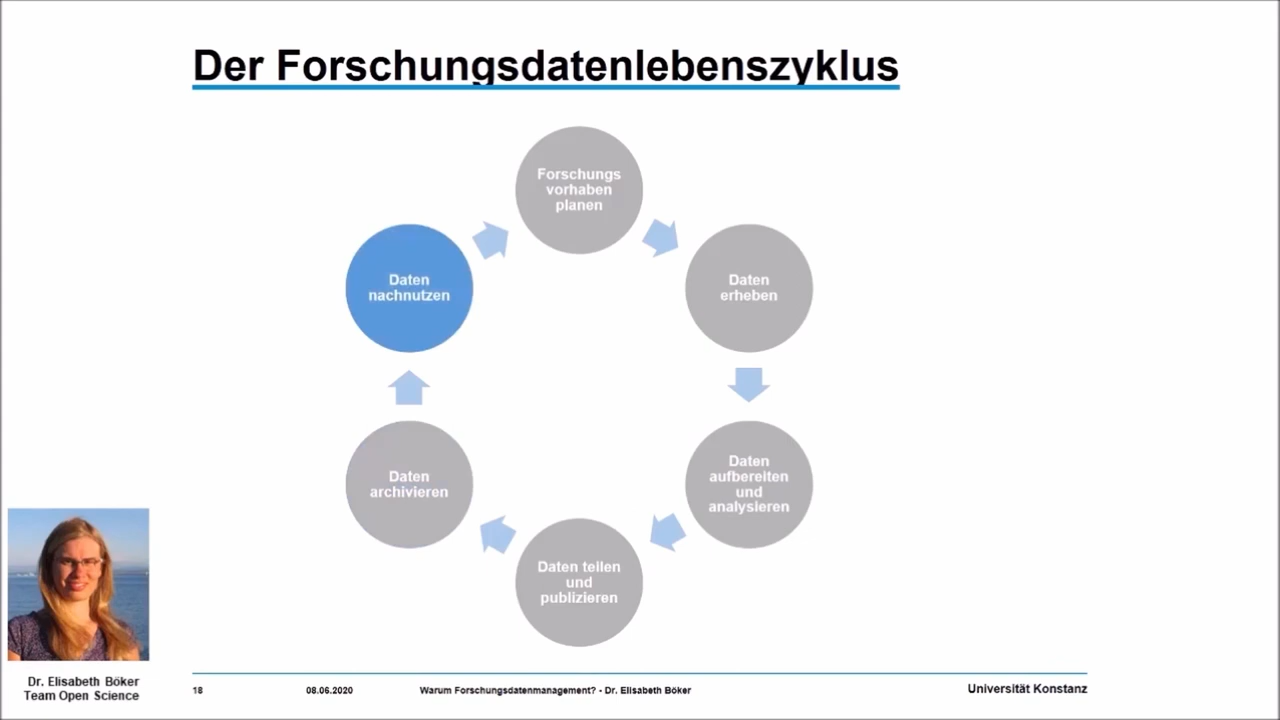 Der Forschungsdatenlebenszyklus
Forschungs
vorhaben
planen
Daten
erheben
Daten
aufbereiten
und
analysieren
Daten teilen
und
publizieren
Daten
archivieren
Daten
nachnutzen
Dr. Elisabeth Böker
Team Open Science
18
08.06.2020
Warum Forschungsdatenmanagement? - Dr. Elisabeth Böker
Universität Konstanz